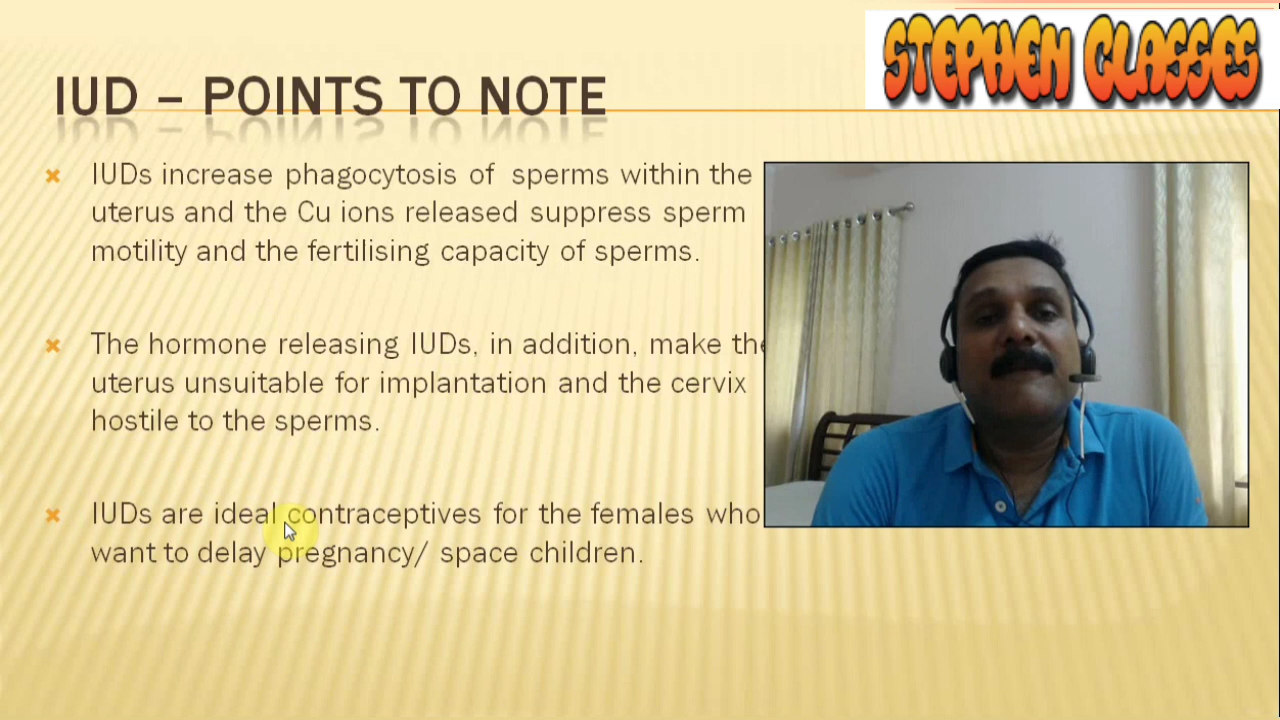 STEPHEN CLASSES
IUD – POINTS TO NOTE
IUDs increase phagocytosis of sperms within the
uterus and the Cu ions released suppress sperm
motility and the fertilising capacity of sperms.
The hormone releasing IUDs, in addition, make the
uterus unsuitable for implantation and the cervix
hostile to the sperms.
IUDs are ideal contraceptives for the females who
want to delay pregnancy/ space children.